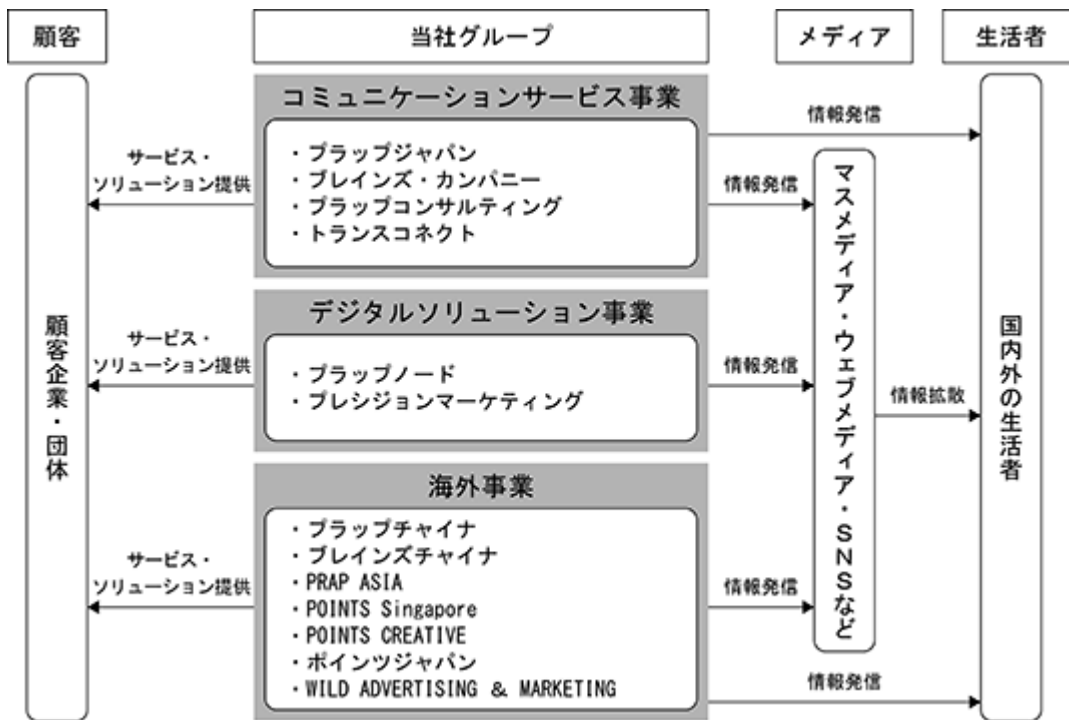 顧客
当社グループ
メディア
生活者
コミュニケーションサービス事業
・プラップジャパン
・ブレインズ・カンパニー
・プラップコンサルティング
・トランスコネクト
サービス・
ソリューション提供
情報発信
情報発信
デジタルソリューション事業
・プラップノード
・プレシジョンマーケティング
サービス・
ソリューション提供
情報発信
海外事業
・プラップチャイナ
・ブレインズチャイナ
・PRAP ASIA
・POINTS Singapore
・POINTS CREATIVE
・ポインツジャパン
・WILD ADVERTISING & MARKETING
サービス・
ソリューション提供
情報発信
情報発信
顧客企業・団体
マスメディア・ウェブメディア・SNSなど
情報拡散
国内外の生活者